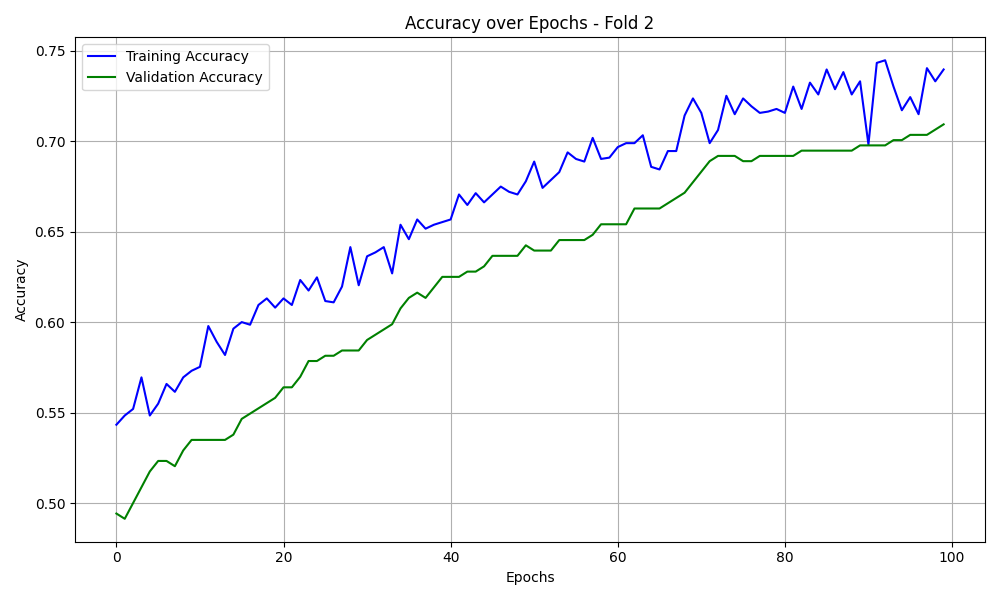 Accuracy over Epochs - Fold 2
Training Accuracy
Validation Accuracy
Accuracy
0.75
0.70
0.65
0.60
0.55
0.50
0 20 40 60 80 100
Epochs